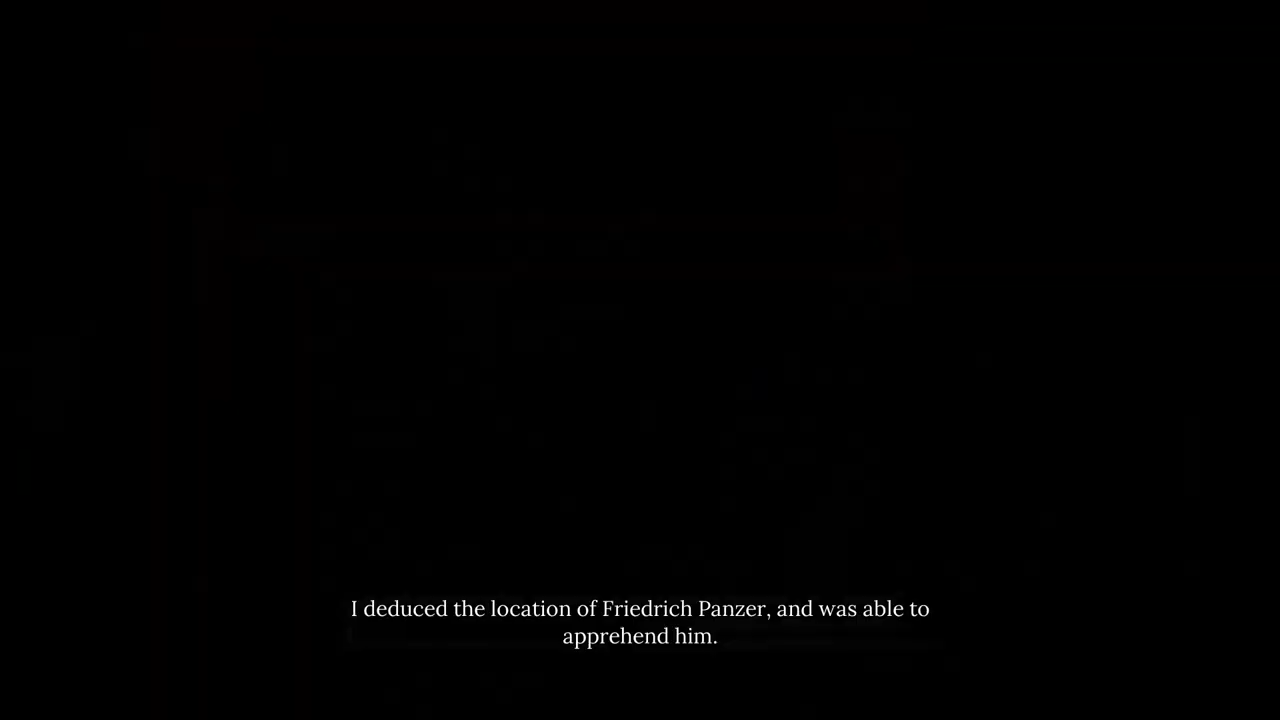 I deduced the location of Friedrich Panzer, and was able to
apprehend him.